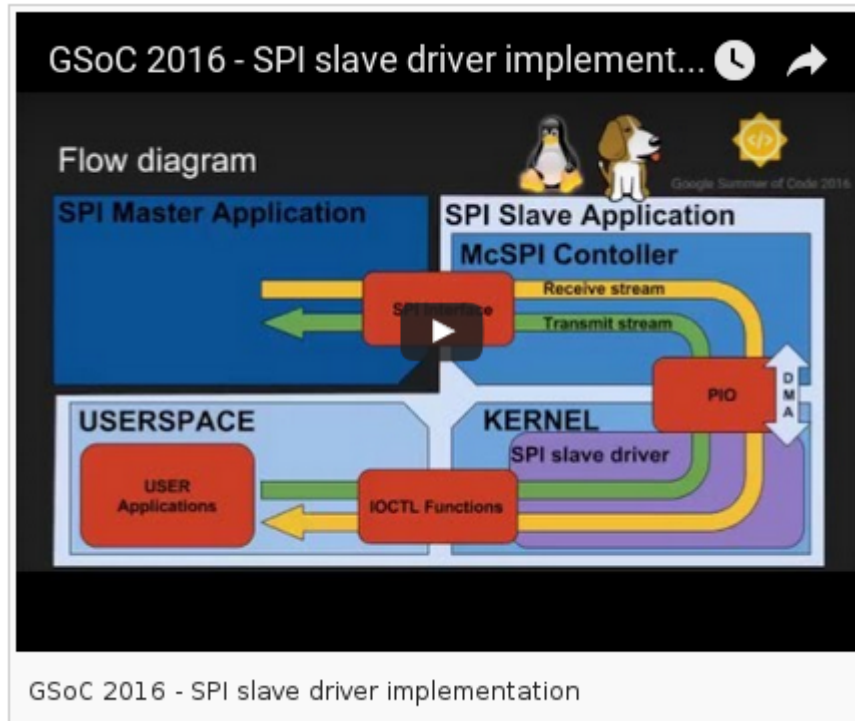 GSoC 2016 - SPI slave driver implement...
Flow diagram
</>
Google Summer of Code 2016
SPI Master Application
SPI Slave Application
McSPI Contoller
Receive stream
SPI Interface
Transmit stream
PIO
DMA
USERSPACE
KERNEL
SPI slave driver
USER
Applications
IOCTL Functions
GSoC 2016 - SPI slave driver implementation